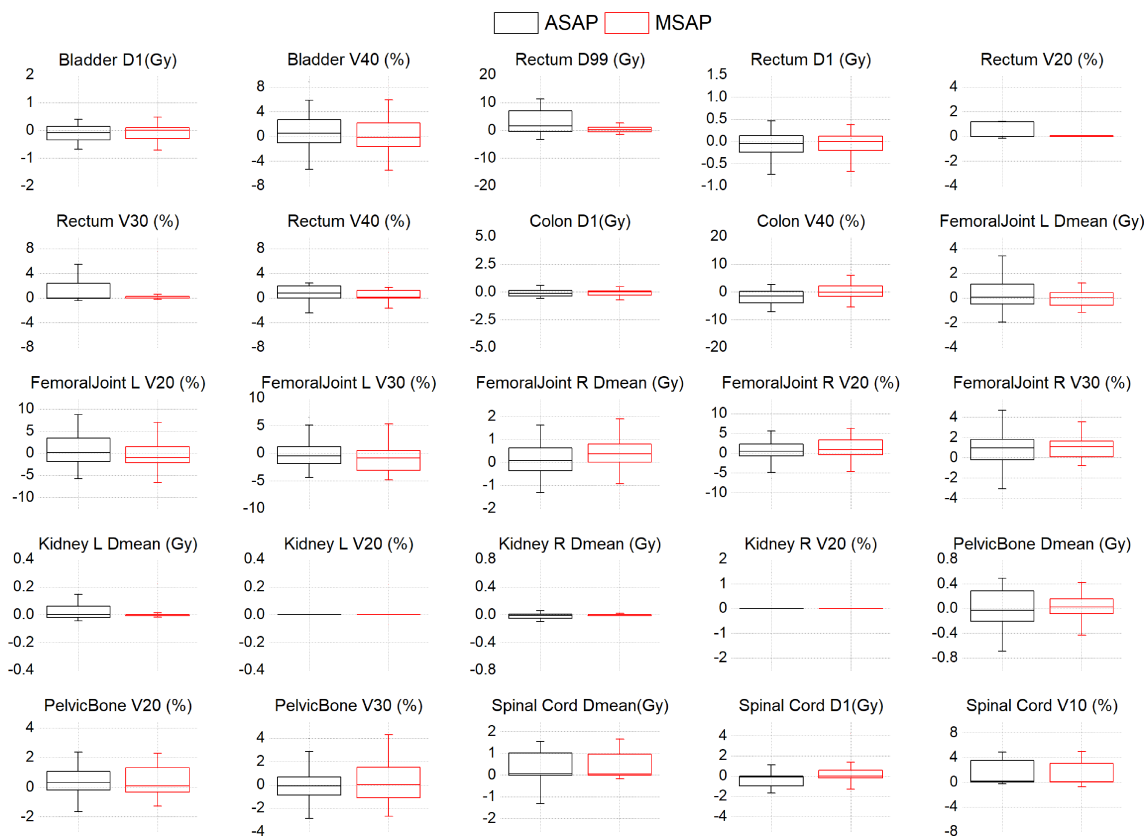 ASAP MSAP
Bladder D1(Gy) Bladder V40 (%) Rectum D99 (Gy) Rectum D1 (Gy) Rectum V20 (%)
2 8 20 1.5 4
1 4 10 1.0 2
0 0 0 0.5 0
-1 -4 -10 0.0 -2
-2 -8 -20 -0.5 -4
-1.0
Rectum V30 (%) Rectum V40 (%) Colon D1(Gy) Colon V40 (%) FemoralJoint L Dmean (Gy)
8 8 5.0 20 4
4 4 2.5 10 2
0 0 0.0 0 0
-4 -4 -2.5 -10 -2
-8 -8 -5.0 -20 -4
FemoralJoint L V20 (%) FemoralJoint L V30 (%) FemoralJoint R Dmean (Gy) FemoralJoint R V20 (%) FemoralJoint R V30 (%)
10 10 2 10 4
5 5 1 5 2
0 0 0 0 0
-5 -5 -1 -5 -2
-10 -10 -2 -10 -4
Kidney L Dmean (Gy) Kidney L V20 (%) Kidney R Dmean (Gy) Kidney R V20 (%) PelvicBone Dmean (Gy)
0.4 0.4 0.8 2 0.8
0.2 0.2 0.4 1 0.4
0.0 0.0 0.0 0 0.0
-0.2 -0.2 -0.4 -1 -0.4
-0.4 -0.4 -0.8 -2 -0.8
PelvicBone V20 (%) PelvicBone V30 (%) Spinal Cord Dmean(Gy) Spinal Cord D1(Gy) Spinal Cord V10 (%)
4 4 2 4 8
2 2 1 2 4
0 0 0 0 0
-2 -2 -1 -2 -4
-4 -2 -4 -8